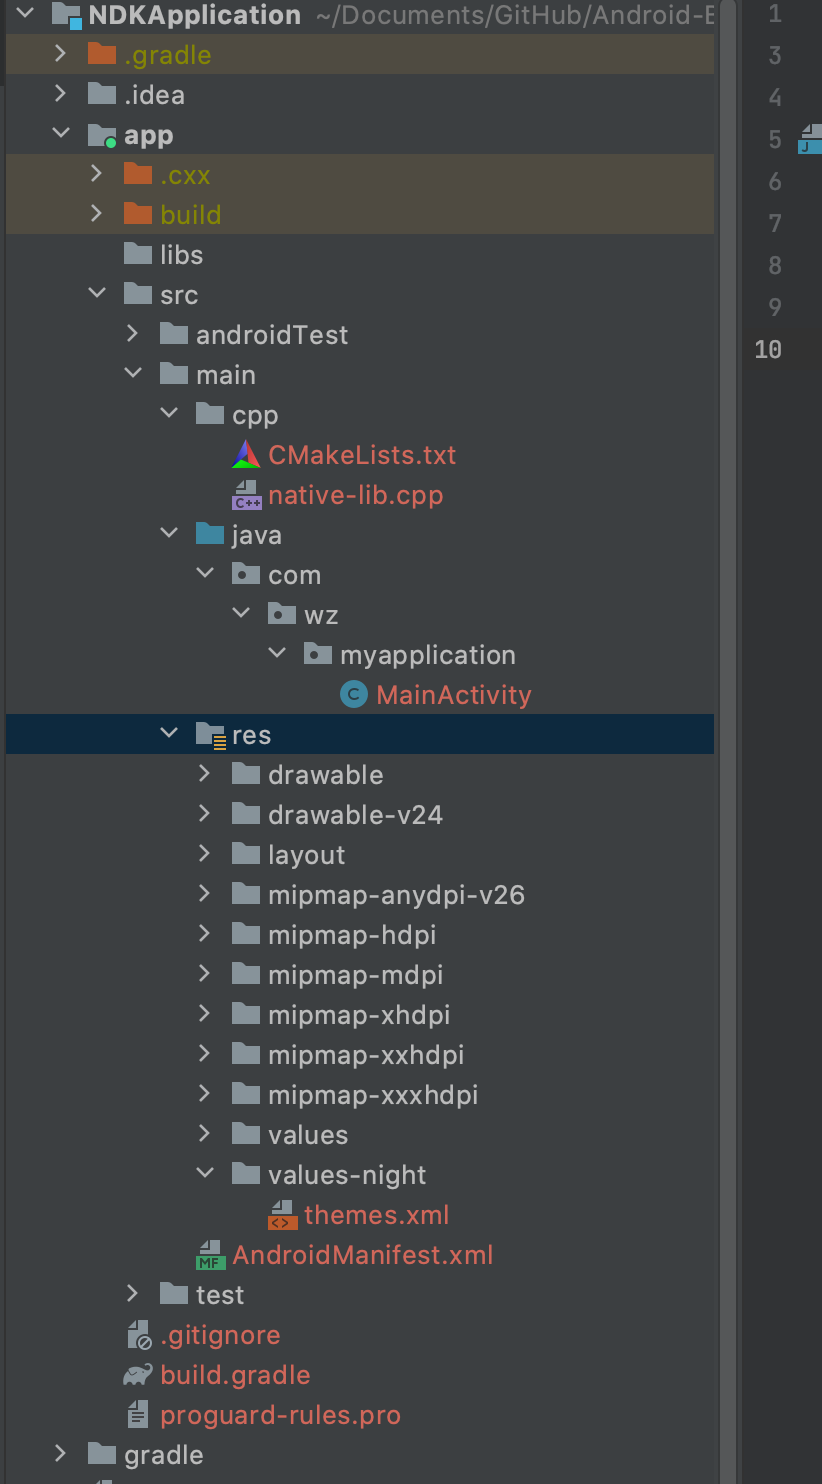 NDKApplication ~/Documents/GitHub/Android-
.gradle
.idea
app
.cxx
build
libs
src
androidTest
main
cpp
CMakeLists.txt
C++ native-lib.cpp
java
com
wz
myapplication
C MainActivity
res
drawable
drawable-v24
layout
mipmap-anydpi-v26
mipmap-hdpi
mipmap-mdpi
mipmap-xhdpi
mipmap-xxhdpi
mipmap-xxxhdpi
values
values-night
<> themes.xml
MF AndroidManifest.xml
test
.gitignore
build.gradle
proguard-rules.pro
gradle
1
3
4
5 J
6
7
8
9
10